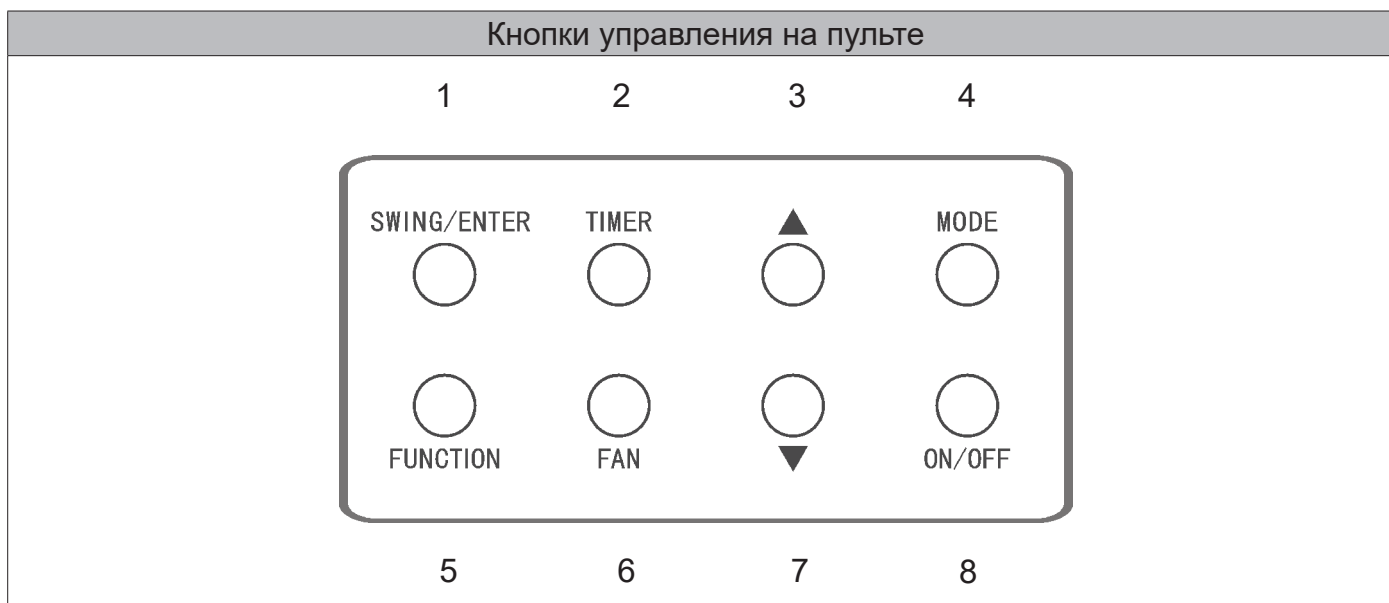 Кнопки управления на пульте
1 2 3 4
SWING/ENTER TIMER ▲ MODE
FUNCTION FAN ▼ ON/OFF
5 6 7 8